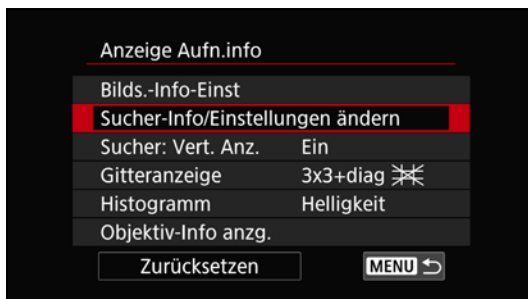 Anzeige Aufn.info
Bilds.-Info-Einst
Sucher-Info/Einstellungen ändern
Sucher: Vert. Anz. Ein
Gitteranzeige 3x3+diag
Histogramm Helligkeit
Objektiv-Info anzg.
Zurücksetzen MENU